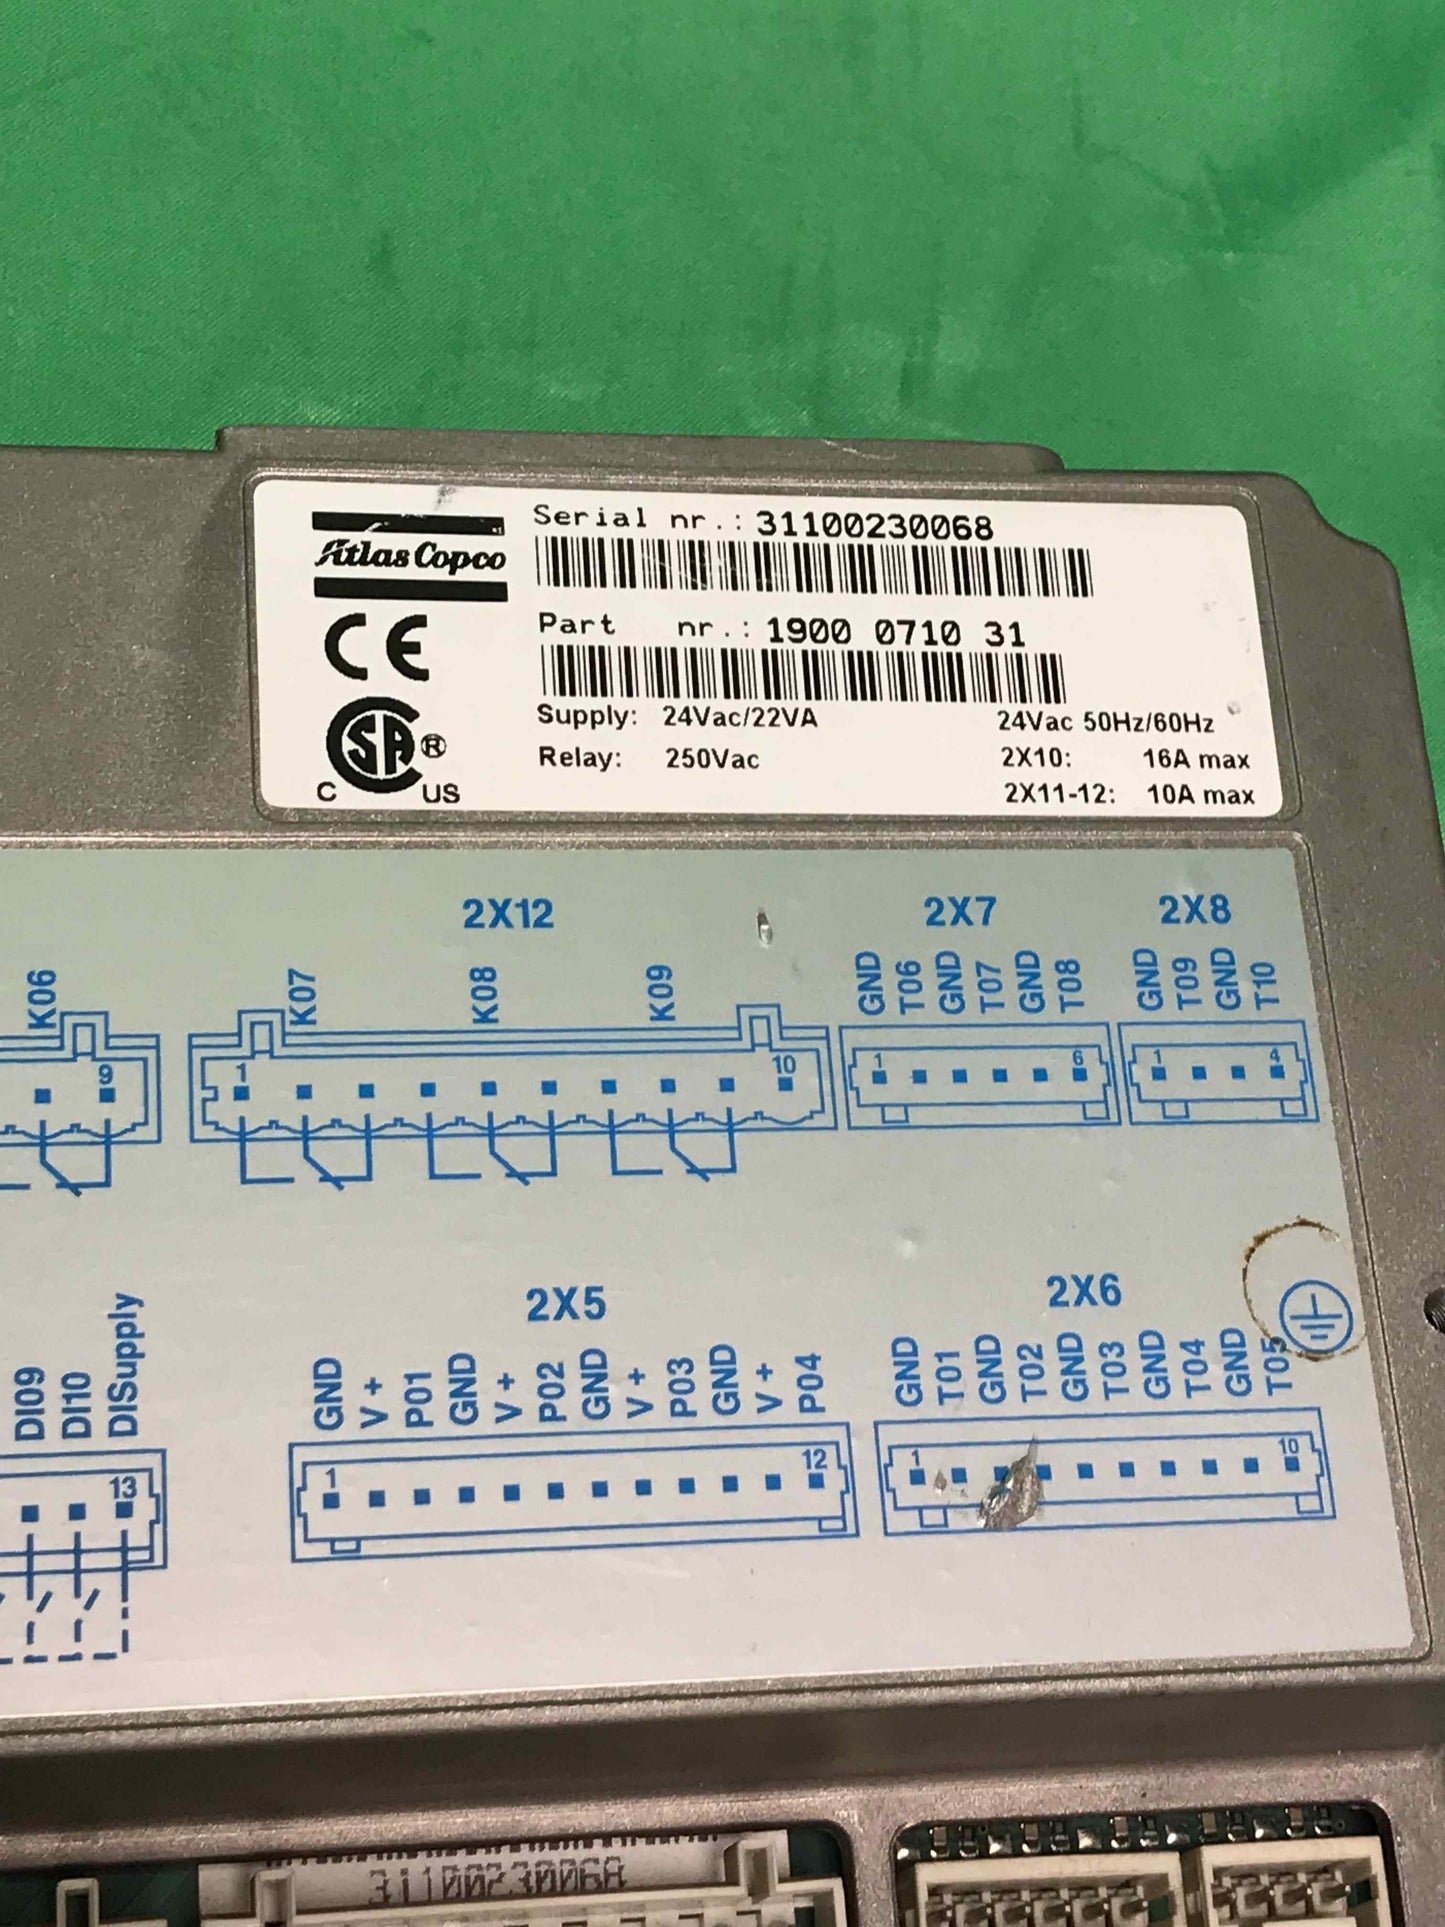 Atlas Copco
Serial nr.: 31100230068
Part nr.: 1900 0710 31
CE
SA ®
C US
Supply: 24Vac/22VA 24Vac 50Hz/60Hz
Relay: 250Vac 2X10: 16A max
2X11-12: 10A max
2X12 2X7 2X8
K06 K07 K08 K09 GND T06 GND T07 GND T08 GND T09 GND T10
9 1 10 1 6 1 4
2X5 2X6
DI09 DI10 DISupply GND V+ P01 GND V+ P02 GND V+ P03 GND V+ P04 GND T01 GND T02 GND T03 GND T04 GND T05
13 1 12 1 10
31100230068